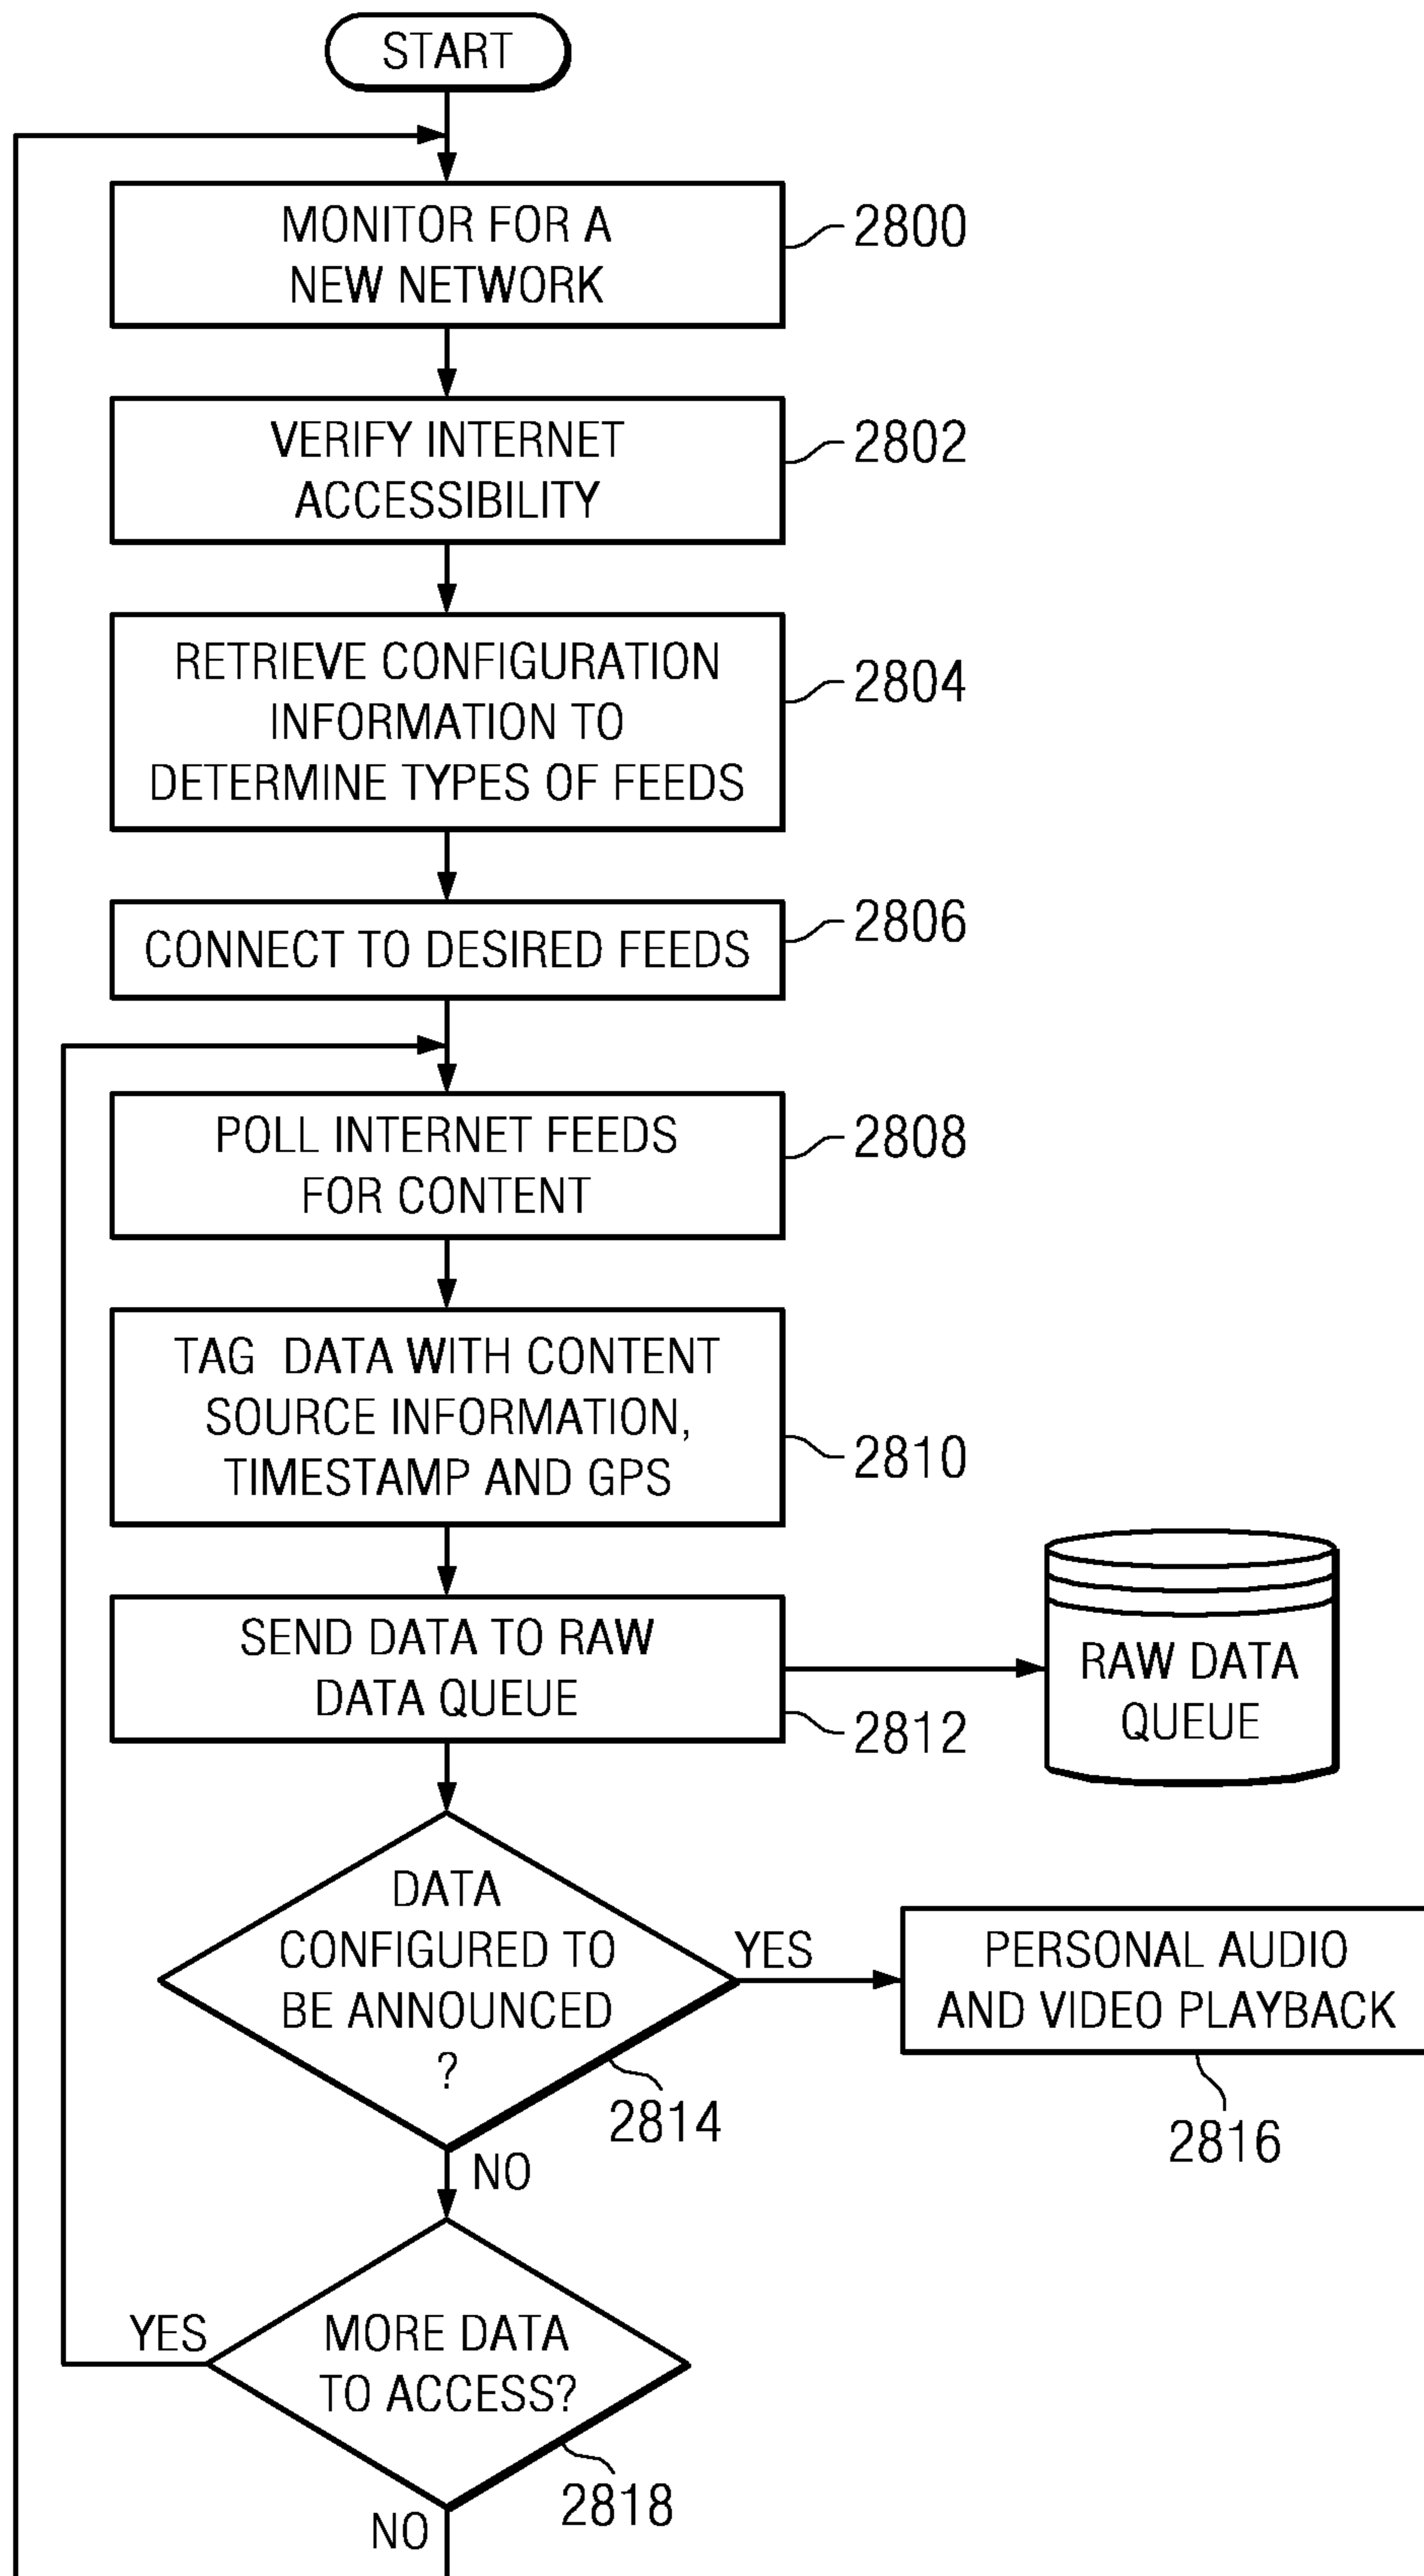 START
MONITOR FOR A
NEW NETWORK
2800
VERIFY INTERNET
ACCESSIBILITY
2802
RETRIEVE CONFIGURATION
INFORMATION TO
DETERMINE TYPES OF FEEDS
2804
CONNECT TO DESIRED FEEDS
2806
POLL INTERNET FEEDS
FOR CONTENT
2808
TAG DATA WITH CONTENT
SOURCE INFORMATION,
TIMESTAMP AND GPS
2810
SEND DATA TO RAW
DATA QUEUE
2812
RAW DATA
QUEUE
DATA
CONFIGURED TO
BE ANNOUNCED
?
2814
YES
PERSONAL AUDIO
AND VIDEO PLAYBACK
2816
NO
MORE DATA
TO ACCESS?
2818
YES
NO